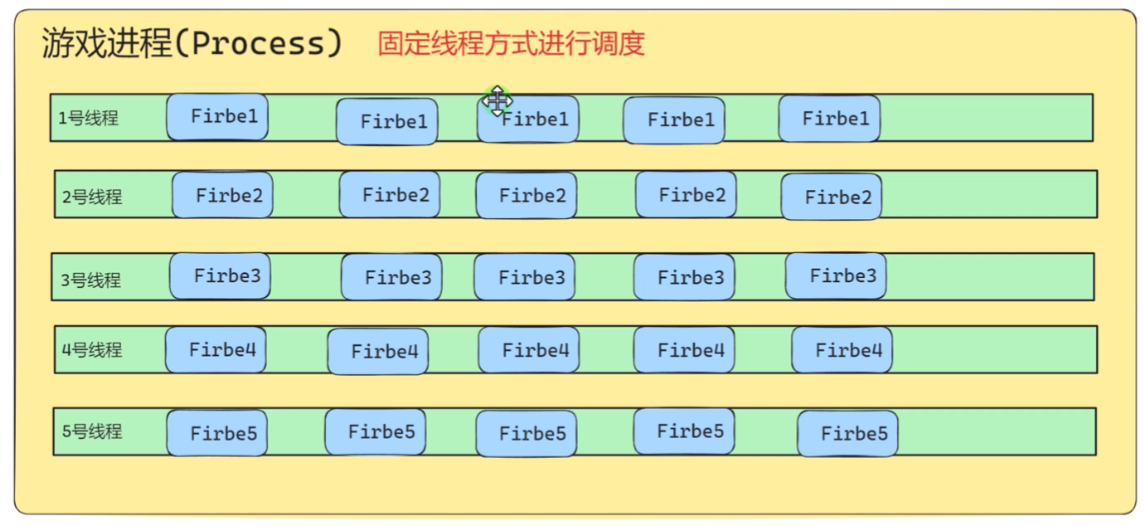 游戏进程(Process) 固定线程方式进行调度
1号线程 Firbe1 Firbe1 Firbe1 Firbe1 Firbe1
2号线程 Firbe2 Firbe2 Firbe2 Firbe2 Firbe2
3号线程 Firbe3 Firbe3 Firbe3 Firbe3 Firbe3
4号线程 Firbe4 Firbe4 Firbe4 Firbe4 Firbe4
5号线程 Firbe5 Firbe5 Firbe5 Firbe5 Firbe5